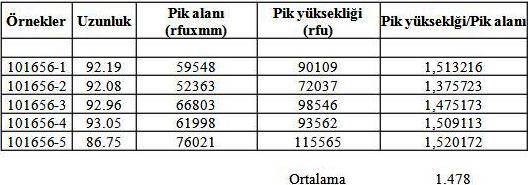 Örnekler Uzunluk Pik alanı (rfuxmm) Pik yüksekliği (rfu) Pik yüksekлği/Pik alanı
101656-1 92.19 59548 90109 1,513216
101656-2 92.08 52363 72037 1,375723
101656-3 92.96 66803 98546 1,475173
101656-4 93.05 61998 93562 1,509113
101656-5 86.75 76021 115565 1,520172
Ortalama 1.478